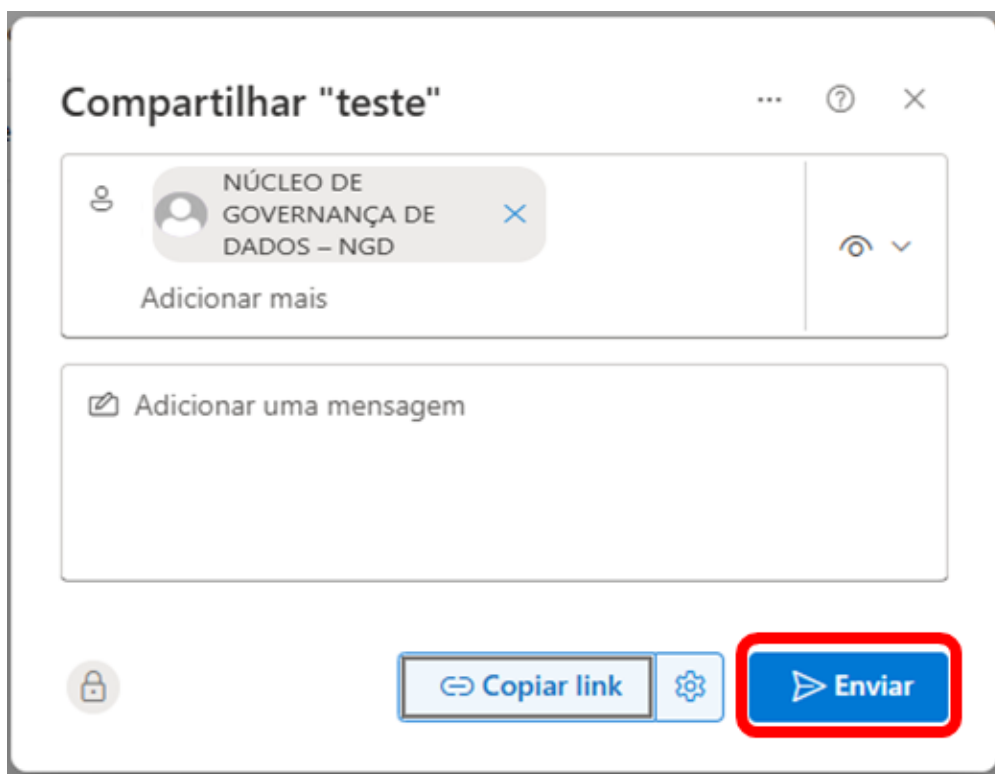 Compartilhar "teste"
NÚCLEO DE
GOVERNANÇA DE
DADOS – NGD
Adicionar mais
Adicionar uma mensagem
Copiar link
Enviar